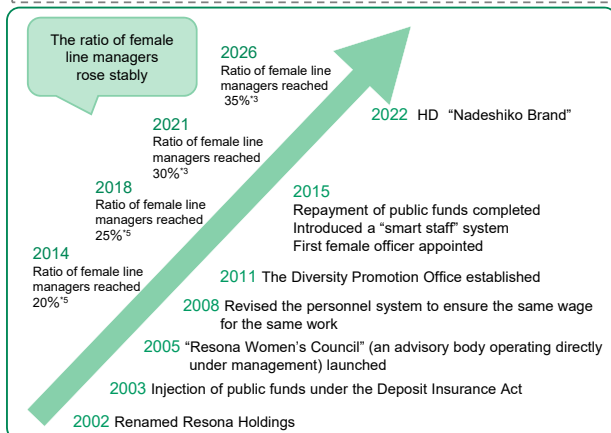 The ratio of female
line managers
rose stably
2026
Ratio of female line
managers reached
35%*3
2022 HD “Nadeshiko Brand”
2021
Ratio of female line
managers reached
30%*3
2018
Ratio of female line
managers reached
25%*5
2015
Repayment of public funds completed
Introduced a “smart staff” system
First female officer appointed
2014
Ratio of female line
managers reached
20%*5
2011 The Diversity Promotion Office established
2008 Revised the personnel system to ensure the same wage
for the same work
2005 “Resona Women’s Council” (an advisory body operating directly
under management) launched
2003 Injection of public funds under the Deposit Insurance Act
2002 Renamed Resona Holdings